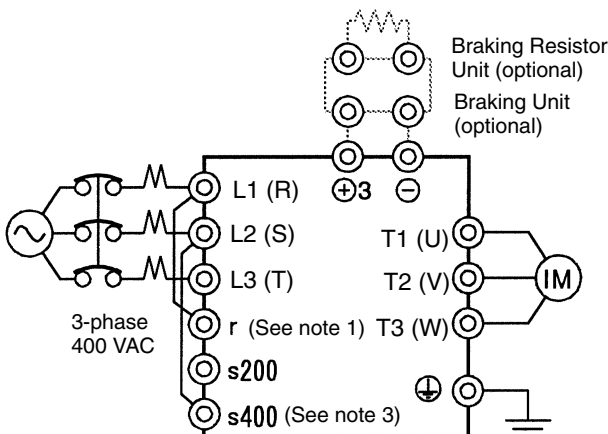 Braking Resistor
Unit (optional)
Braking Unit
(optional)
⊕3 ⊖
L1 (R)
L2 (S)
L3 (T)
T1 (U)
T2 (V)
T3 (W)
IM
3-phase
400 VAC
r (See note 1)
s200
s400 (See note 3)